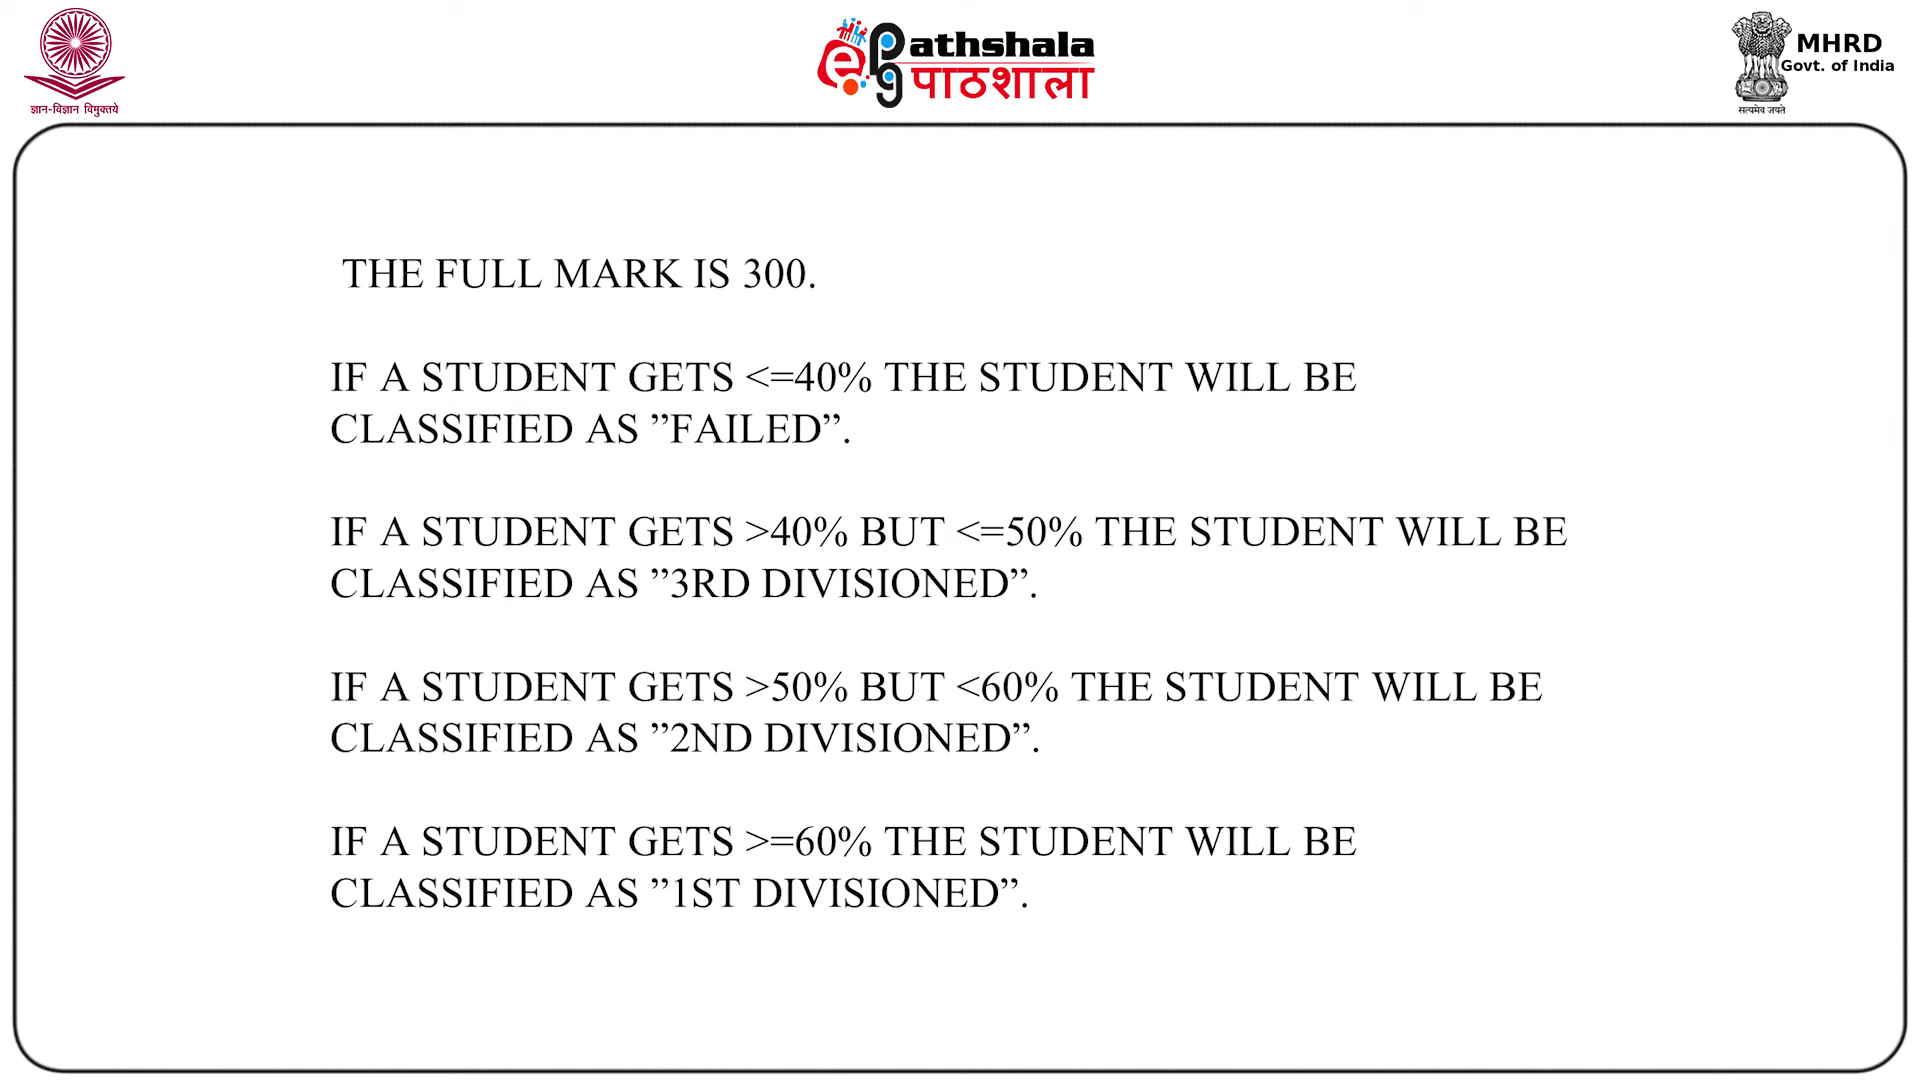 ज्ञान-विज्ञान विमुक्तये
ePathshala
pg पाठशाला
MHRD
Govt. of India
सत्यमेव जयते
THE FULL MARK IS 300.
IF A STUDENT GETS <=40% THE STUDENT WILL BE
CLASSIFIED AS ”FAILED”.
IF A STUDENT GETS >40% BUT <=50% THE STUDENT WILL BE
CLASSIFIED AS ”3RD DIVISIONED”.
IF A STUDENT GETS >50% BUT <60% THE STUDENT WILL BE
CLASSIFIED AS ”2ND DIVISIONED”.
IF A STUDENT GETS >=60% THE STUDENT WILL BE
CLASSIFIED AS ”1ST DIVISIONED”.